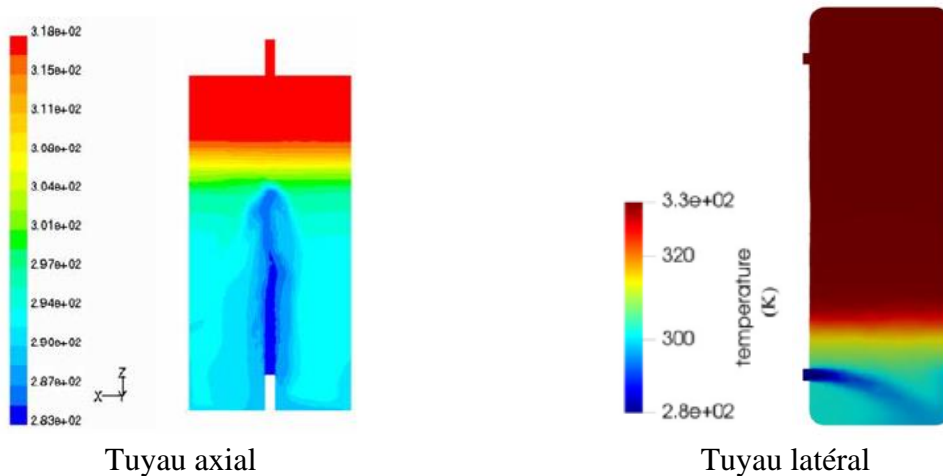 3.18e+02
3.15e+02
3.11e+02
3.08e+02
3.04e+02
3.01e+02
2.97e+02
2.94e+02
2.90e+02
2.87e+02
2.83e+02
Z
X
Y
Tuyau axial
3.3e+02
320
300
2.8e+02
temperature
(K)
Tuyau latéral